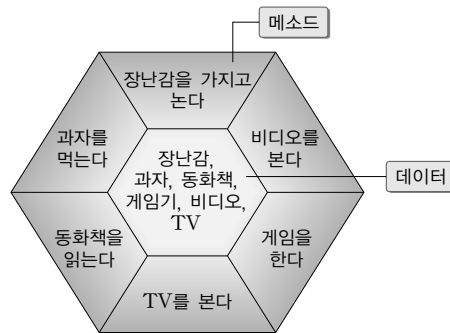 메소드
장난감을 가지고
논다
과자를
먹는다
비디오를
본다
장난감,
과자, 동화책,
게임기, 비디오,
TV
데이터
동화책을
읽는다
게임을
한다
TV를 본다